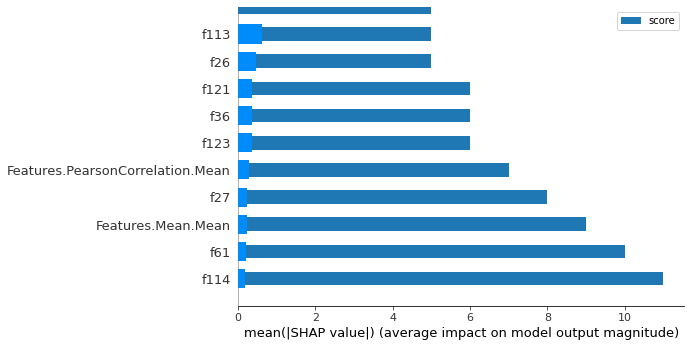 score
f113
f26
f121
f36
f123
Features.PearsonCorrelation.Mean
f27
Features.Mean.Mean
f61
f114
0 2 4 6 8 10
mean(|SHAP value|) (average impact on model output magnitude)